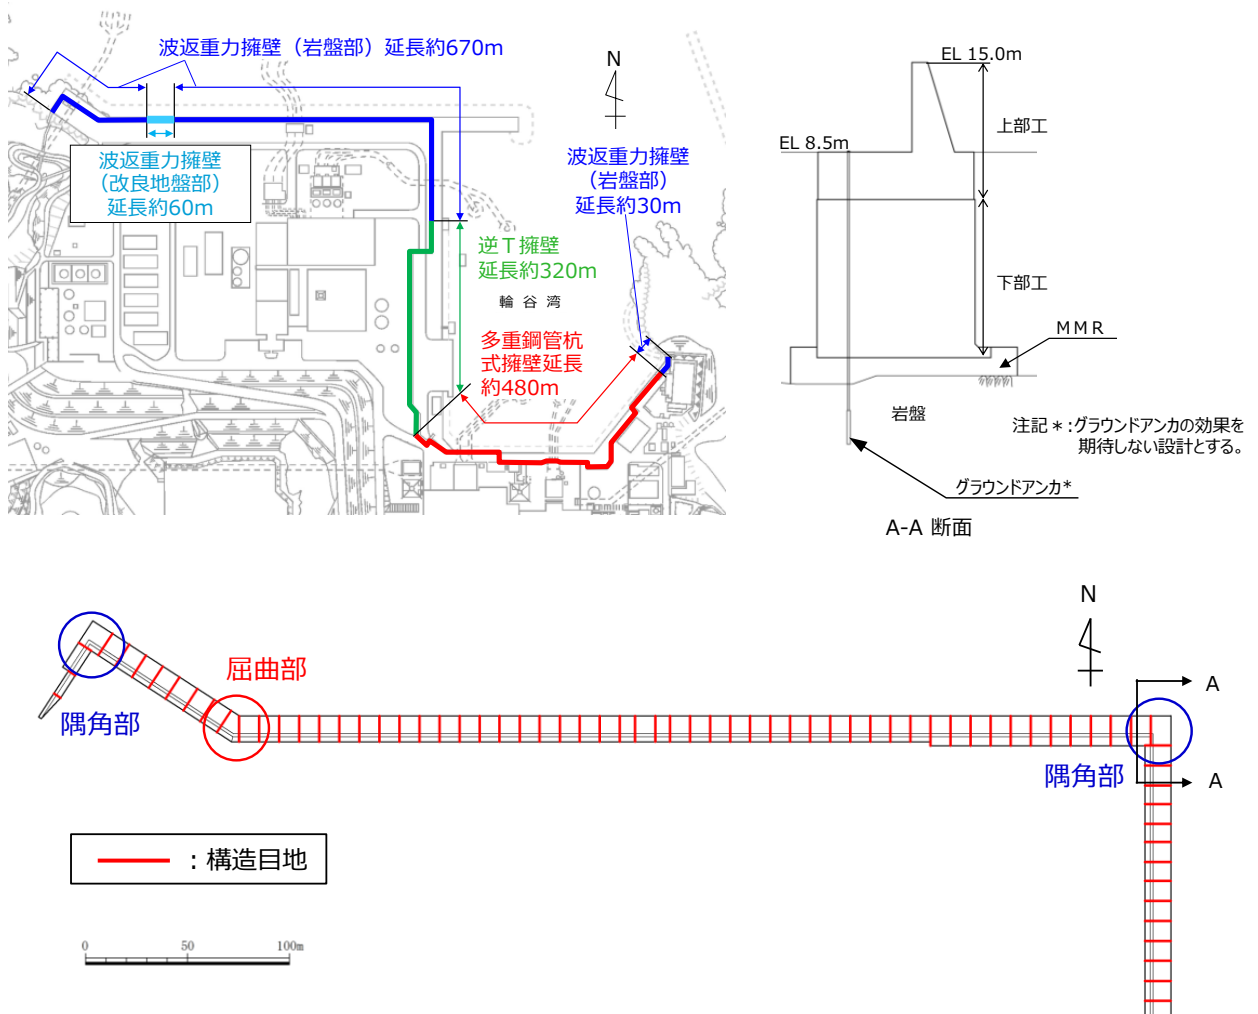 波返重力擁壁（岩盤部）延長約670m
N
波返重力擁壁
（改良地盤部）
延長約60m
波返重力擁壁
（岩盤部）
延長約30m
逆Ｔ擁壁
延長約320m
輪谷湾
多重鋼管杭
式擁壁延長
約480m
EL 15.0m
上部工
EL 8.5m
下部工
ＭＭＲ
岩盤
注記＊：グラウンドアンカの効果を
期待しない設計とする。
グラウンドアンカ＊
A-A 断面
N
屈曲部
隅角部
A
隅角部
A
：構造目地
0 50 100m